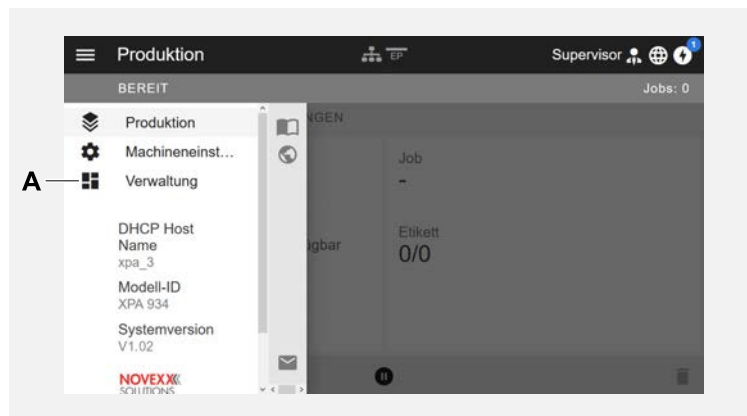 Produktion
EP
Supervisor
1
BEREIT
Jobs: 0
Produktion
NGEN
Machineneinst...
Job
-
A
Verwaltung
DHCP Host
Name
xpa_3
ügbar
Etikett
0/0
Modell-ID
XPA 934
Systemversion
V1.02
NOVEXX
SOLUTIONS